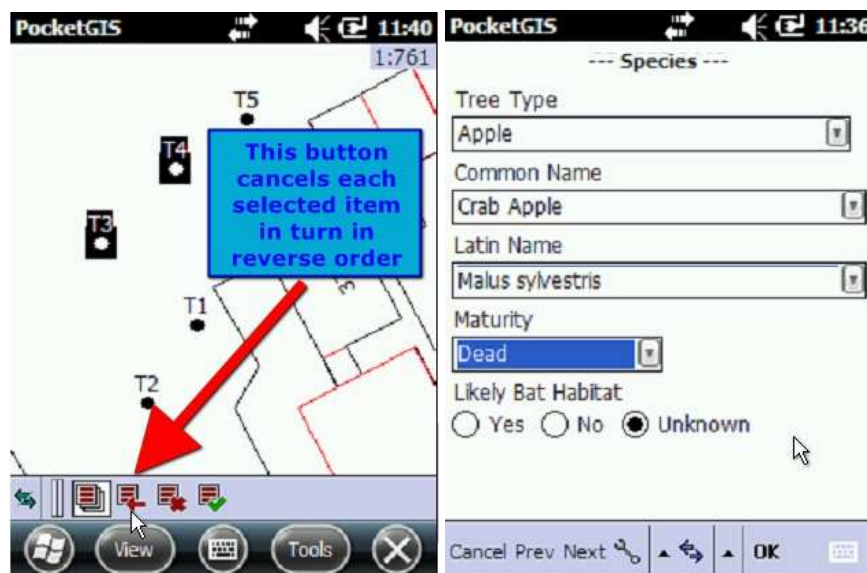 PocketGIS 11:40
1:761
T5
T4
This button
cancels each
selected item
in turn in
reverse order
T3
T1
T2
View Tools
PocketGIS 11:36
--- Species ---
Tree Type
Apple
Common Name
Crab Apple
Latin Name
Malus sylvestris
Maturity
Dead
Likely Bat Habitat
Yes No Unknown
Cancel Prev Next OK